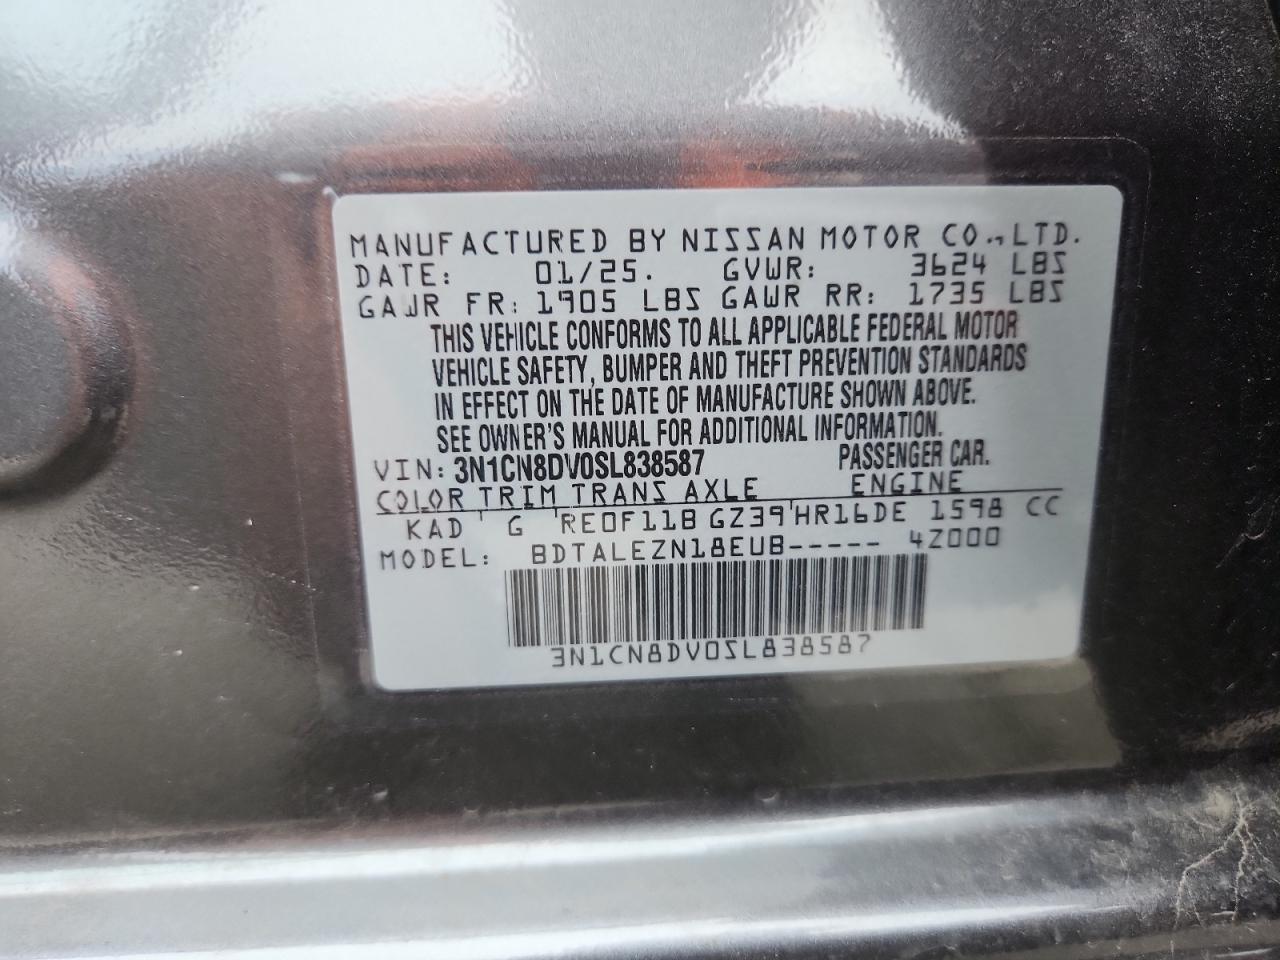 MANUFACTURED BY NISSAN MOTOR CO., LTD.
DATE: 01/25. GVWR: 3624 LBS
GAWR FR: 1905 LBS GAWR RR: 1735 LBS
THIS VEHICLE CONFORMS TO ALL APPLICABLE FEDERAL MOTOR
VEHICLE SAFETY, BUMPER AND THEFT PREVENTION STANDARDS
IN EFFECT ON THE DATE OF MANUFACTURE SHOWN ABOVE.
SEE OWNER'S MANUAL FOR ADDITIONAL INFORMATION.
VIN: 3N1CN8DV0SL838587 PASSENGER CAR.
COLOR TRIM TRANS AXLE ENGINE
KAD G RE0F11B GZ39 HR16DE 1598 CC
MODEL: BDTALEZN18EUB----- 4Z000
3N1CN8DV0SL838587